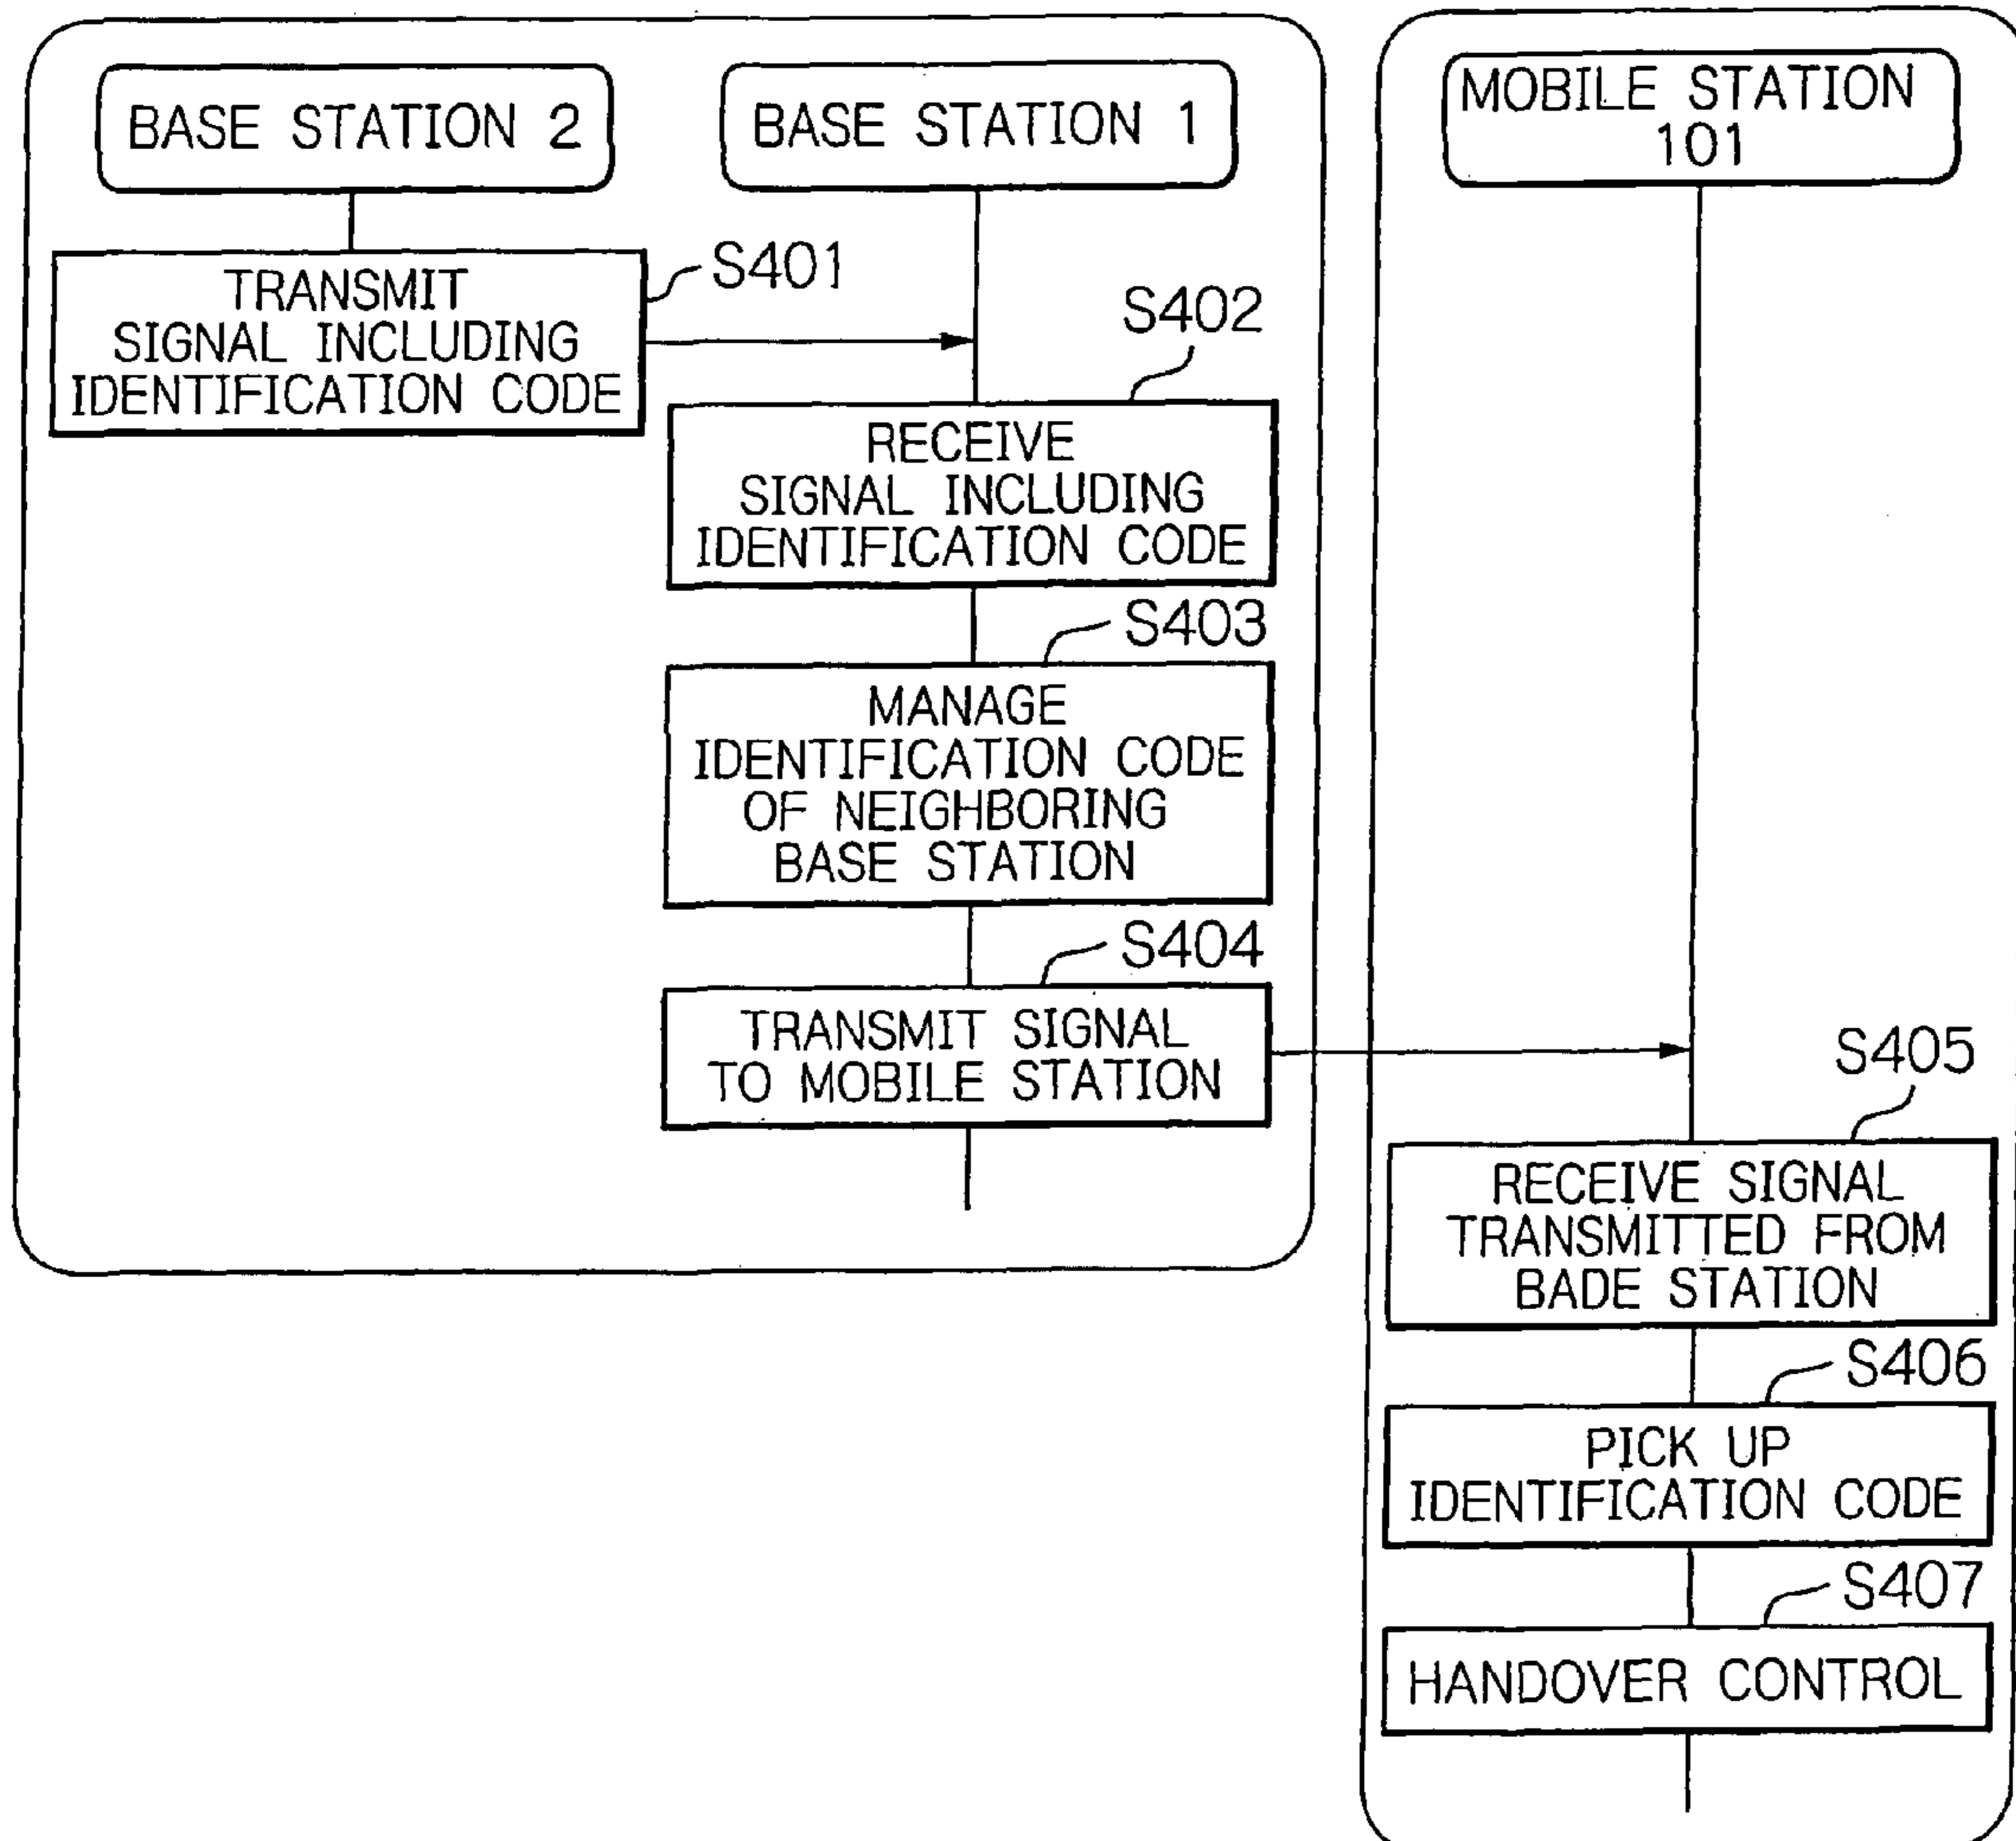 BASE STATION 2
BASE STATION 1
MOBILE STATION
101
TRANSMIT
SIGNAL INCLUDING
IDENTIFICATION CODE
S401
S402
RECEIVE
SIGNAL INCLUDING
IDENTIFICATION CODE
S403
MANAGE
IDENTIFICATION CODE
OF NEIGHBORING
BASE STATION
S404
TRANSMIT SIGNAL
TO MOBILE STATION
S405
RECEIVE SIGNAL
TRANSMITTED FROM
BADE STATION
S406
PICK UP
IDENTIFICATION CODE
S407
HANDOVER CONTROL